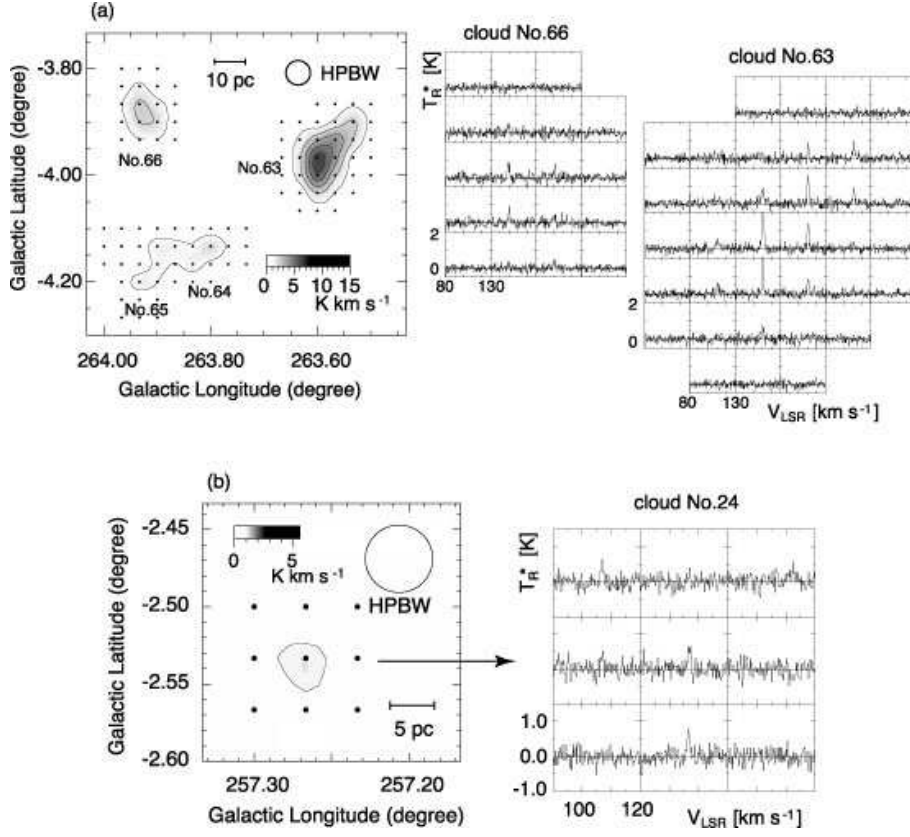 (a)
-3.80
-4.00
-4.20
Galactic Latitude (degree)
10 pc
HPBW
No.66
No.63
No.64
No.65
0 5 10 15
K km s -1
264.00 263.80 263.60
Galactic Longitude (degree)
cloud No.66
T*R [K]
2
0
80 130
cloud No.63
2
0
80 130
VLSR [km s-1]
(b)
-2.45
-2.50
-2.55
-2.60
Galactic Latitude (degree)
0 5
K km s -1
HPBW
5 pc
257.30 257.20
Galactic Longitude (degree)
cloud No.24
T*R [K]
1.0
0.0
-1.0
100 120
VLSR [km s-1]